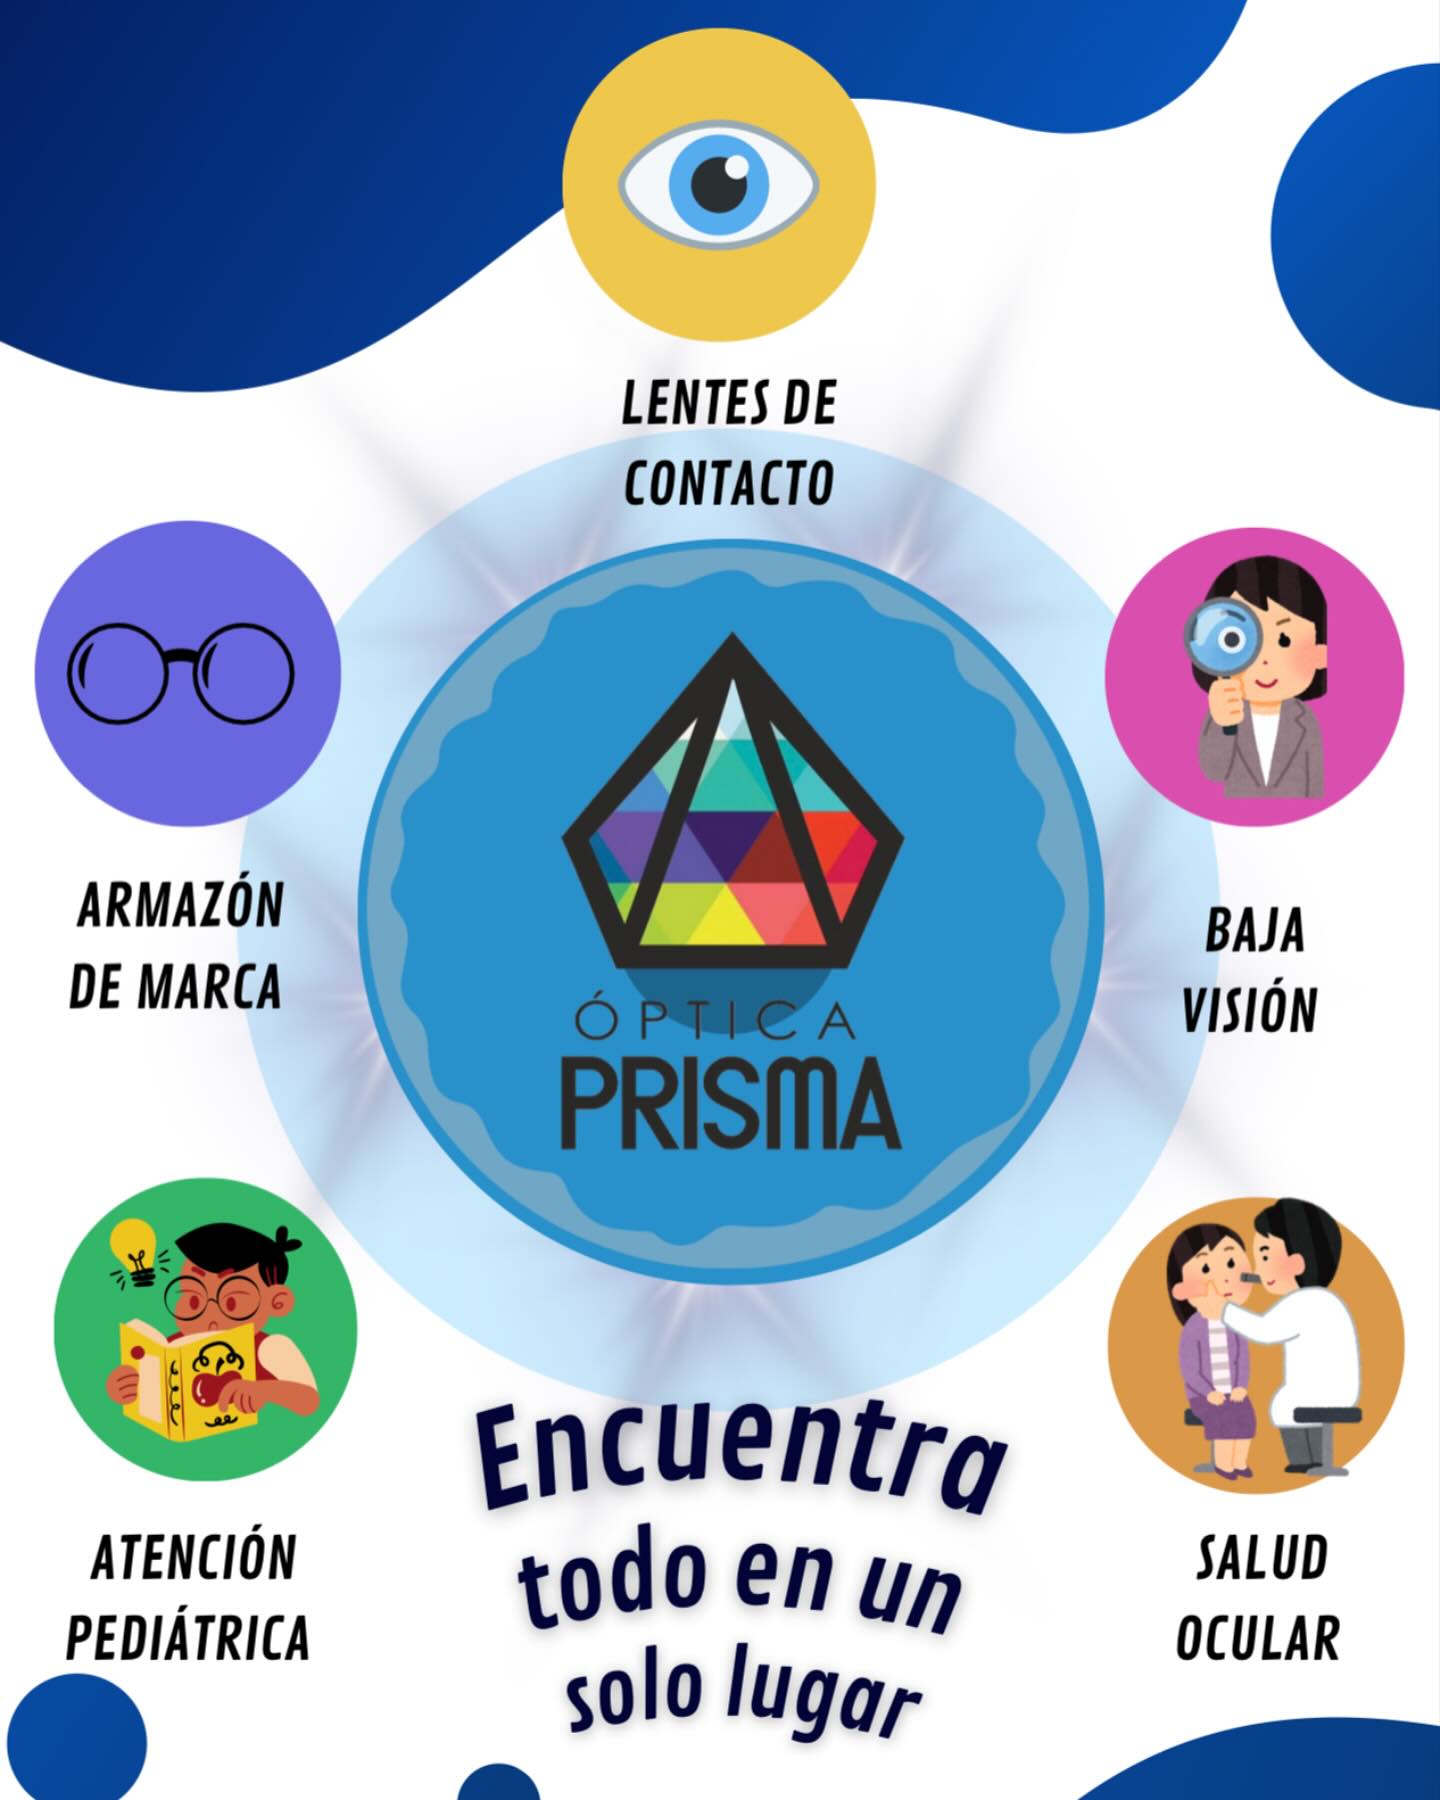 LENTES DE
CONTACTO
ARMAZÓN
DE MARCA
BAJA
VISIÓN
ÓPTICA
PRISMA
ATENCIÓN
PEDIÁTRICA
SALUD
OCULAR
Encuentra
todo en un
solo lugar